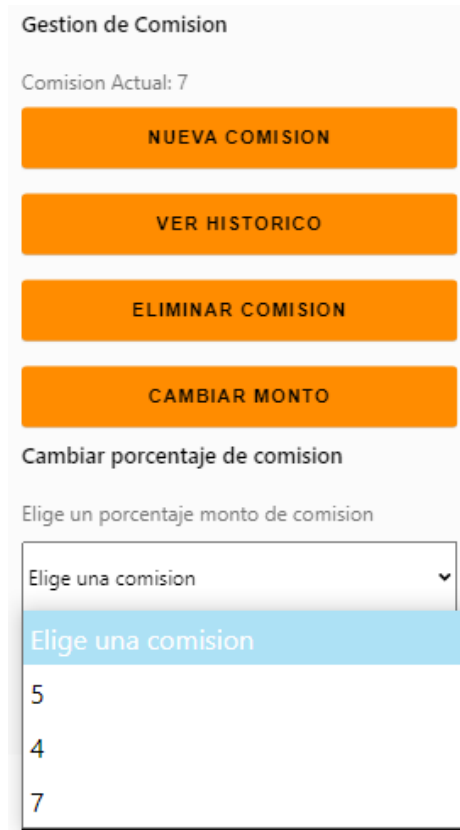 Gestion de Comision
Comision Actual: 7
NUEVA COMISION
VER HISTORICO
ELIMINAR COMISION
CAMBIAR MONTO
Cambiar porcentaje de comision
Elige un porcentaje monto de comision
Elige una comision
Elige una comision
5
4
7